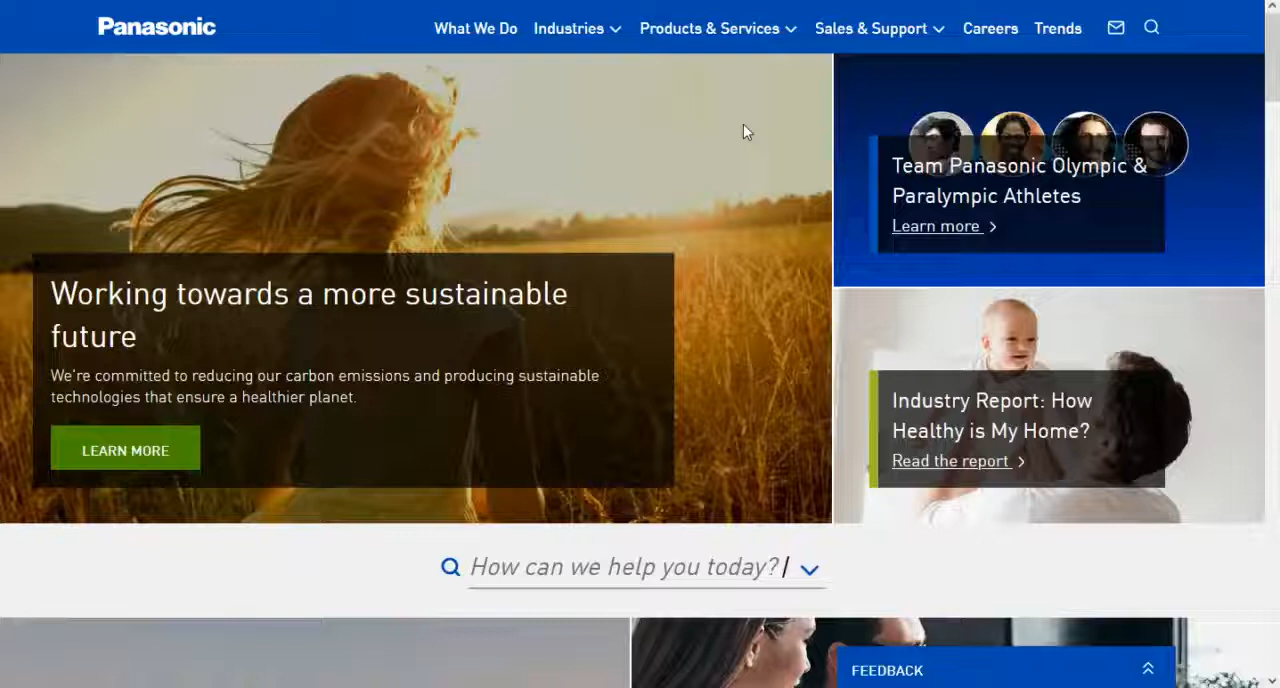 Panasonic
What We Do Industries Products & Services Sales & Support Careers Trends
Working towards a more sustainable
future
We're committed to reducing our carbon emissions and producing sustainable
technologies that ensure a healthier planet.
LEARN MORE
Team Panasonic Olympic &
Paralympic Athletes
Learn more
Industry Report: How
Healthy is My Home?
Read the report
How can we help you today?
FEEDBACK